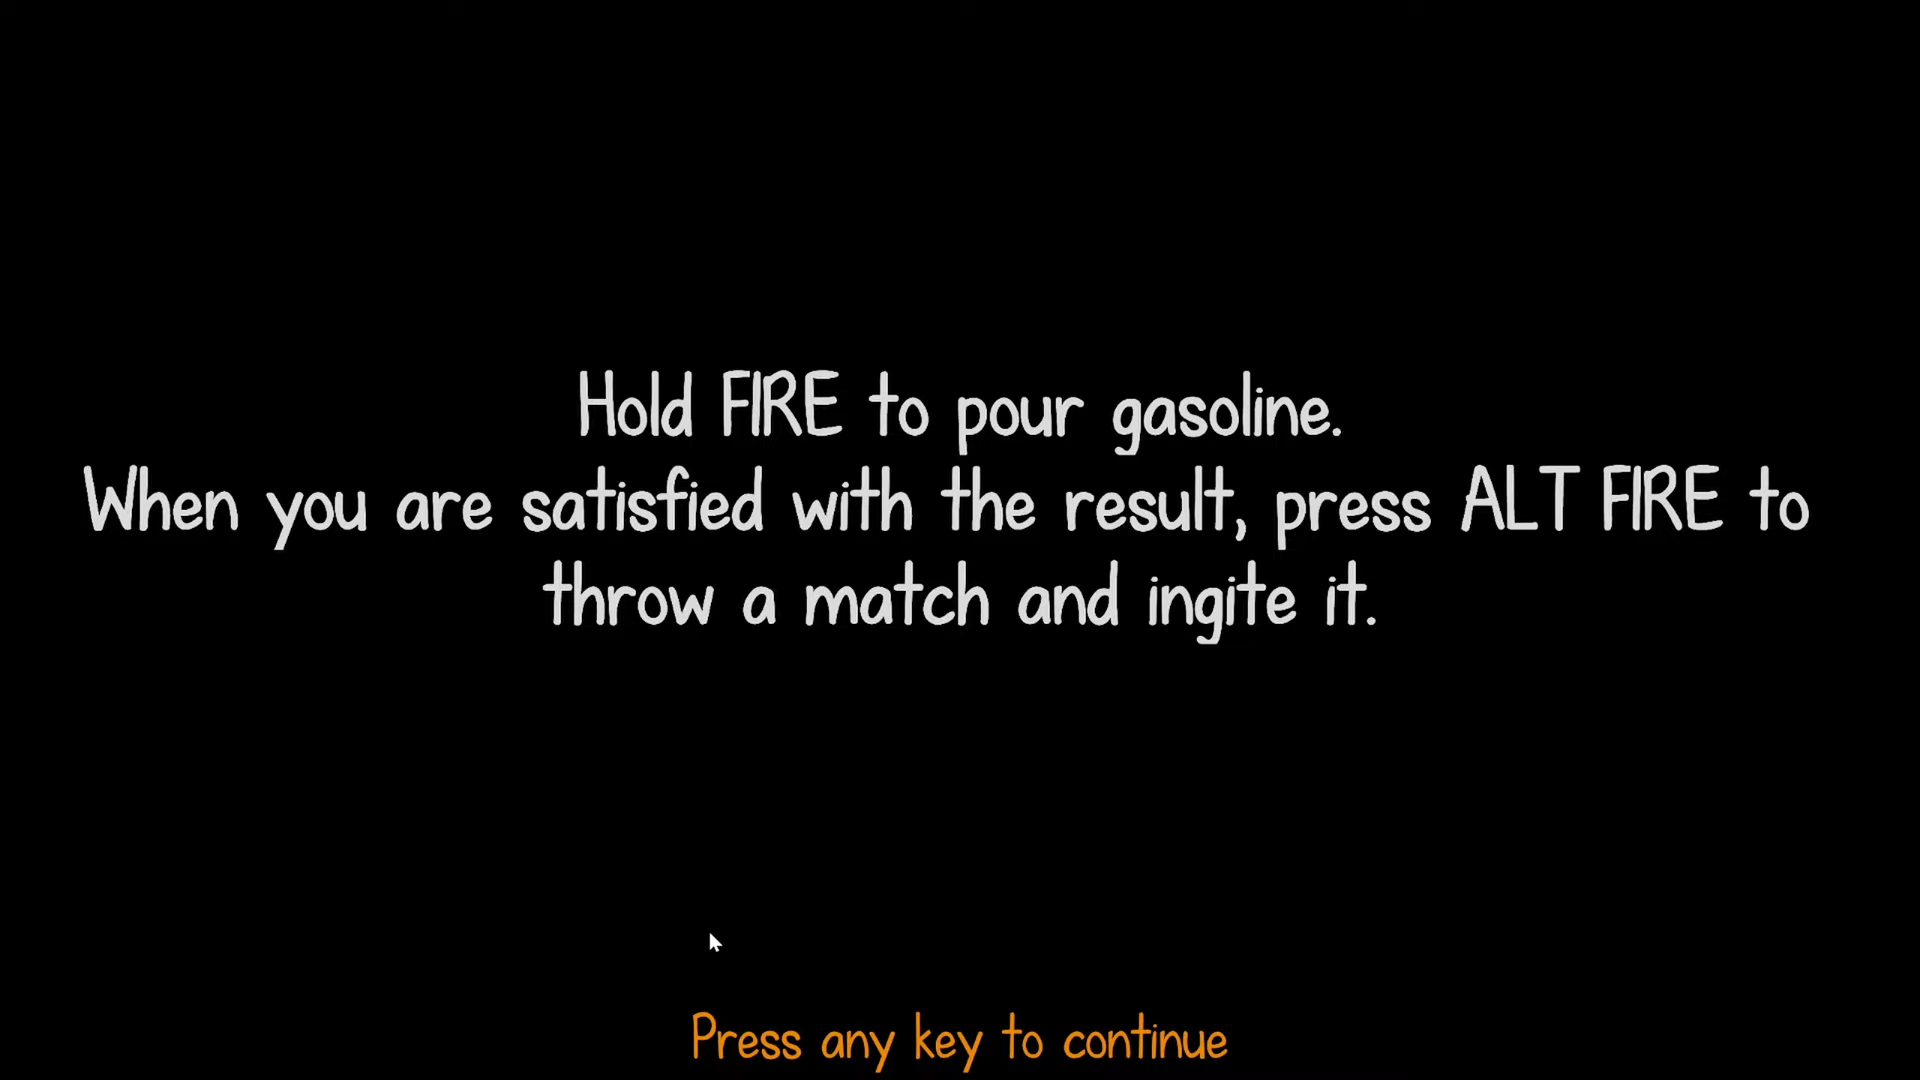 Hold FIRE to pour gasoline.
When you are satisfied with the result, press ALT FIRE to
throw a match and ingite it.
Press any key to continue